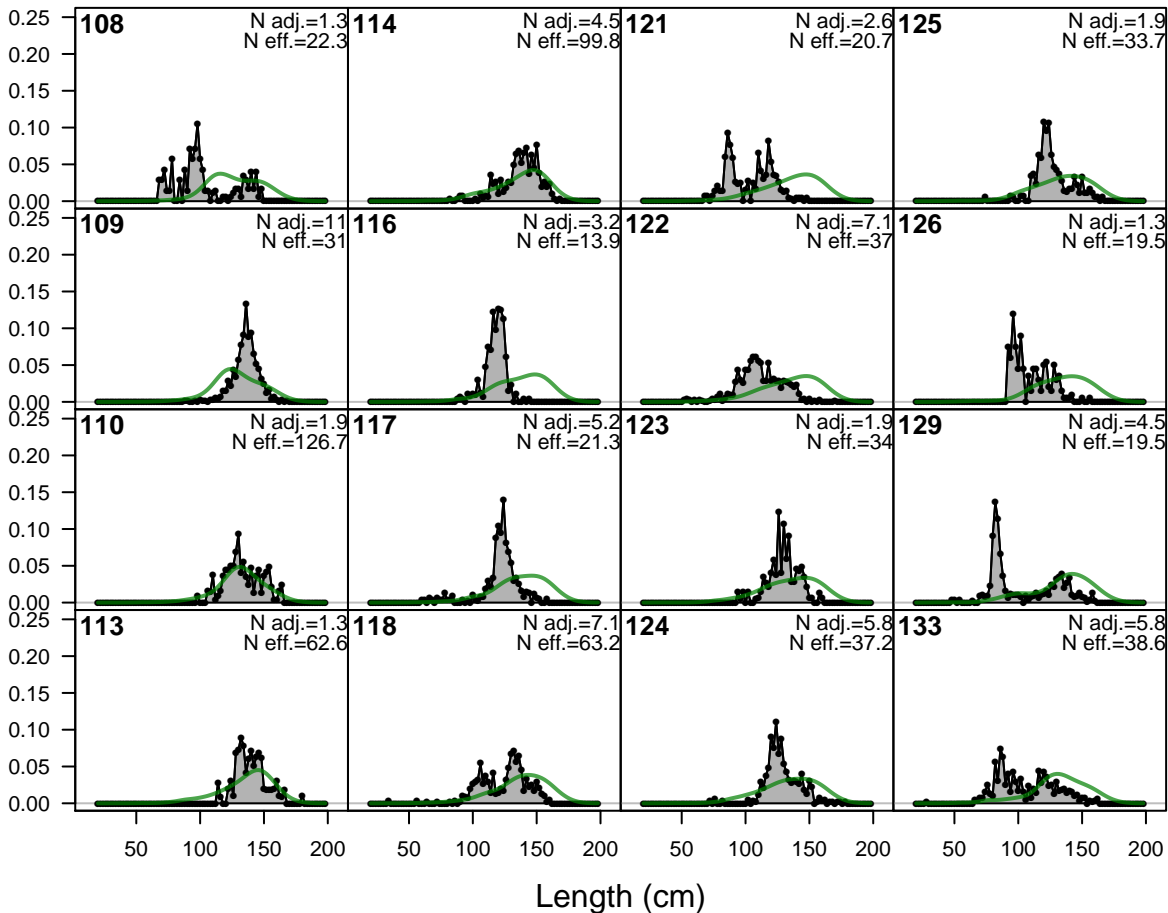 0.25
0.20
0.15
0.10
0.05
0.00
108
N adj.=1.3
N eff.=22.3
114
N adj.=4.5
N eff.=99.8
121
N adj.=2.6
N eff.=20.7
125
N adj.=1.9
N eff.=33.7
0.25
0.20
0.15
0.10
0.05
0.00
109
N adj.=11
N eff.=31
116
N adj.=3.2
N eff.=13.9
122
N adj.=7.1
N eff.=37
126
N adj.=1.3
N eff.=19.5
0.25
0.20
0.15
0.10
0.05
0.00
110
N adj.=1.9
N eff.=126.7
117
N adj.=5.2
N eff.=21.3
123
N adj.=1.9
N eff.=34
129
N adj.=4.5
N eff.=19.5
0.25
0.20
0.15
0.10
0.05
0.00
113
N adj.=1.3
N eff.=62.6
118
N adj.=7.1
N eff.=63.2
124
N adj.=5.8
N eff.=37.2
133
N adj.=5.8
N eff.=38.6
50 100 150 200 50 100 150 200 50 100 150 200 50 100 150 200
Length (cm)